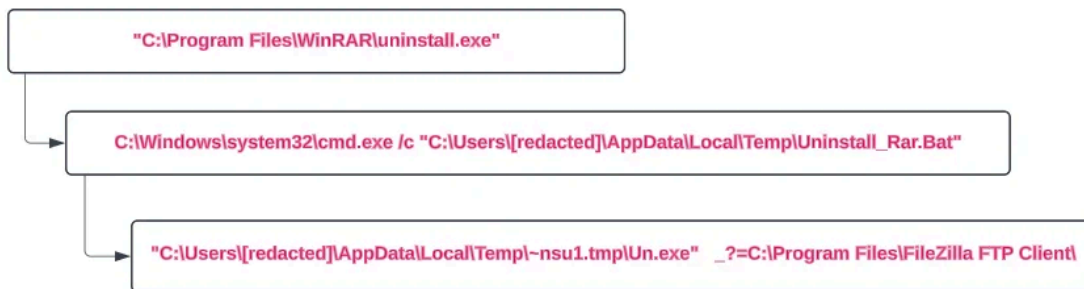 "C:\Program Files\WinRAR\uninstall.exe"
C:\Windows\system32\cmd.exe /c "C:\Users\[redacted]\AppData\Local\Temp\Uninstall_Rar.Bat"
"C:\Users\[redacted]\AppData\Local\Temp\~nsu1.tmp\Un.exe" _?=C:\Program Files\FileZilla FTP Client\